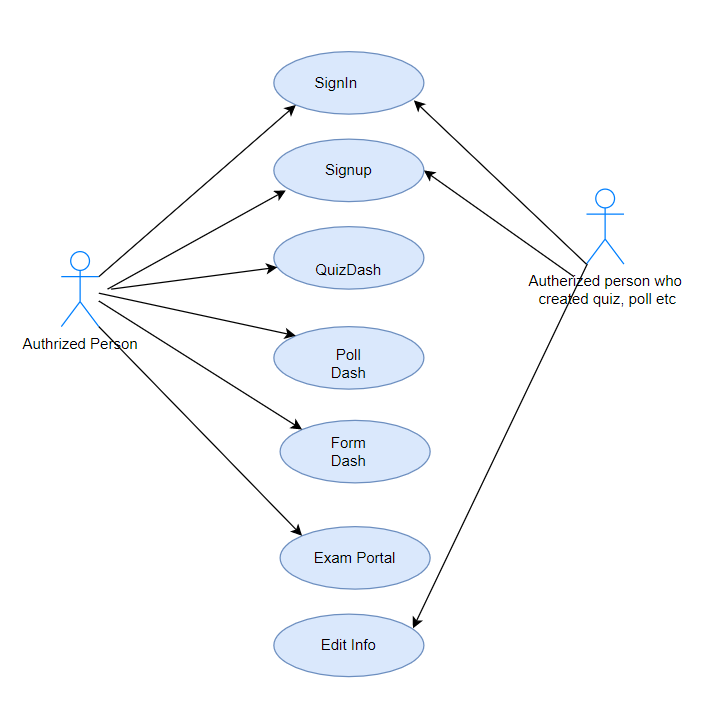 SignIn
Signup
QuizDash
Autherized person who
created quiz, poll etc
Authrized Person
Poll
Dash
Form
Dash
Exam Portal
Edit Info